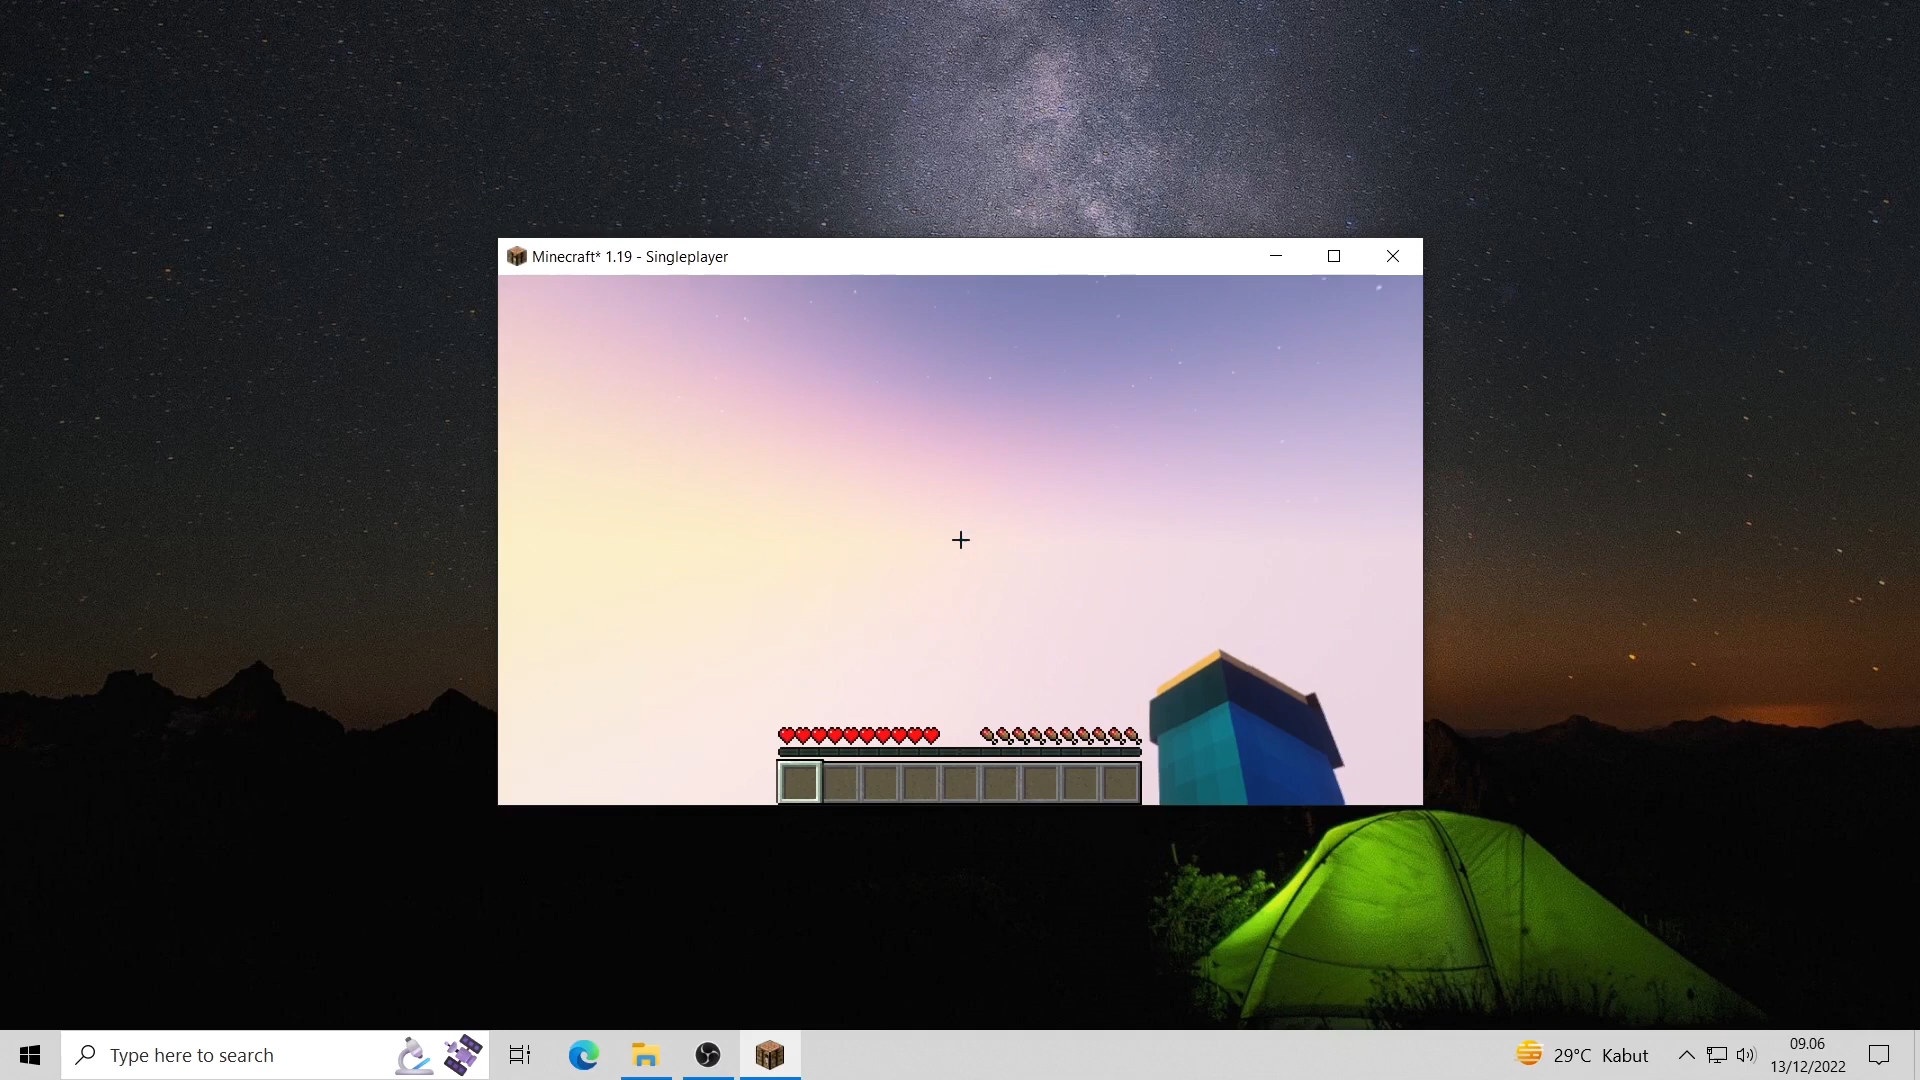 Minecraft* 1.19 - Singleplayer
Type here to search
29°C Kabut
09.06
13/12/2022